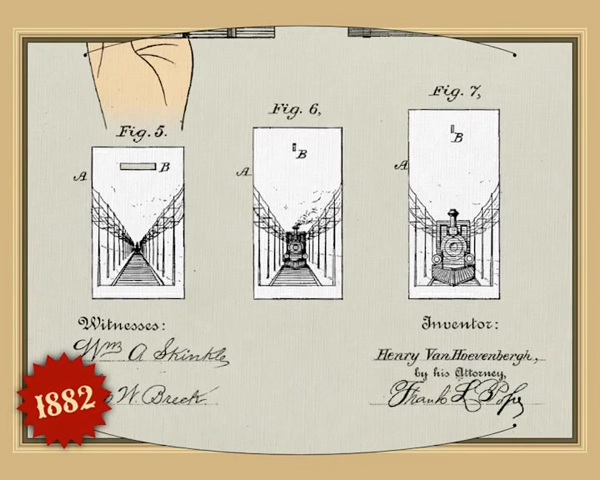 Fig. 5.
Fig. 6,
Fig. 7,
B
B
B
A
A
A
Witnesses:
Wm A Skinkle
W. Breck.
Inventor:
Henry Van Hoevenbergh,
by his Attorney,
Frank L Pope
1882